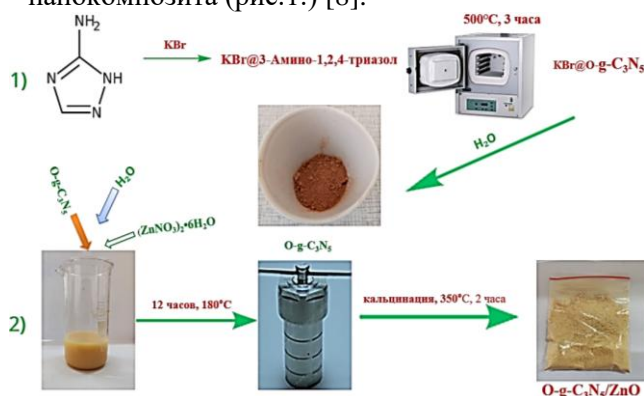 нанокомпозита (рис.1.) [8].
1)
NH₂
N
NH
N
KBr
KBr@3-Амино-1,2,4-триазол
500°C, 3 часа
KBr@O-g-C₃N₅
H₂O
O-g-C₃N₅
H₂O
(ZnNO₃)₂•6H₂O
O-g-C₃N₅
2)
12 часов, 180°C
кальцинация, 350°C, 2 часа
O-g-C₃N₅/ZnO